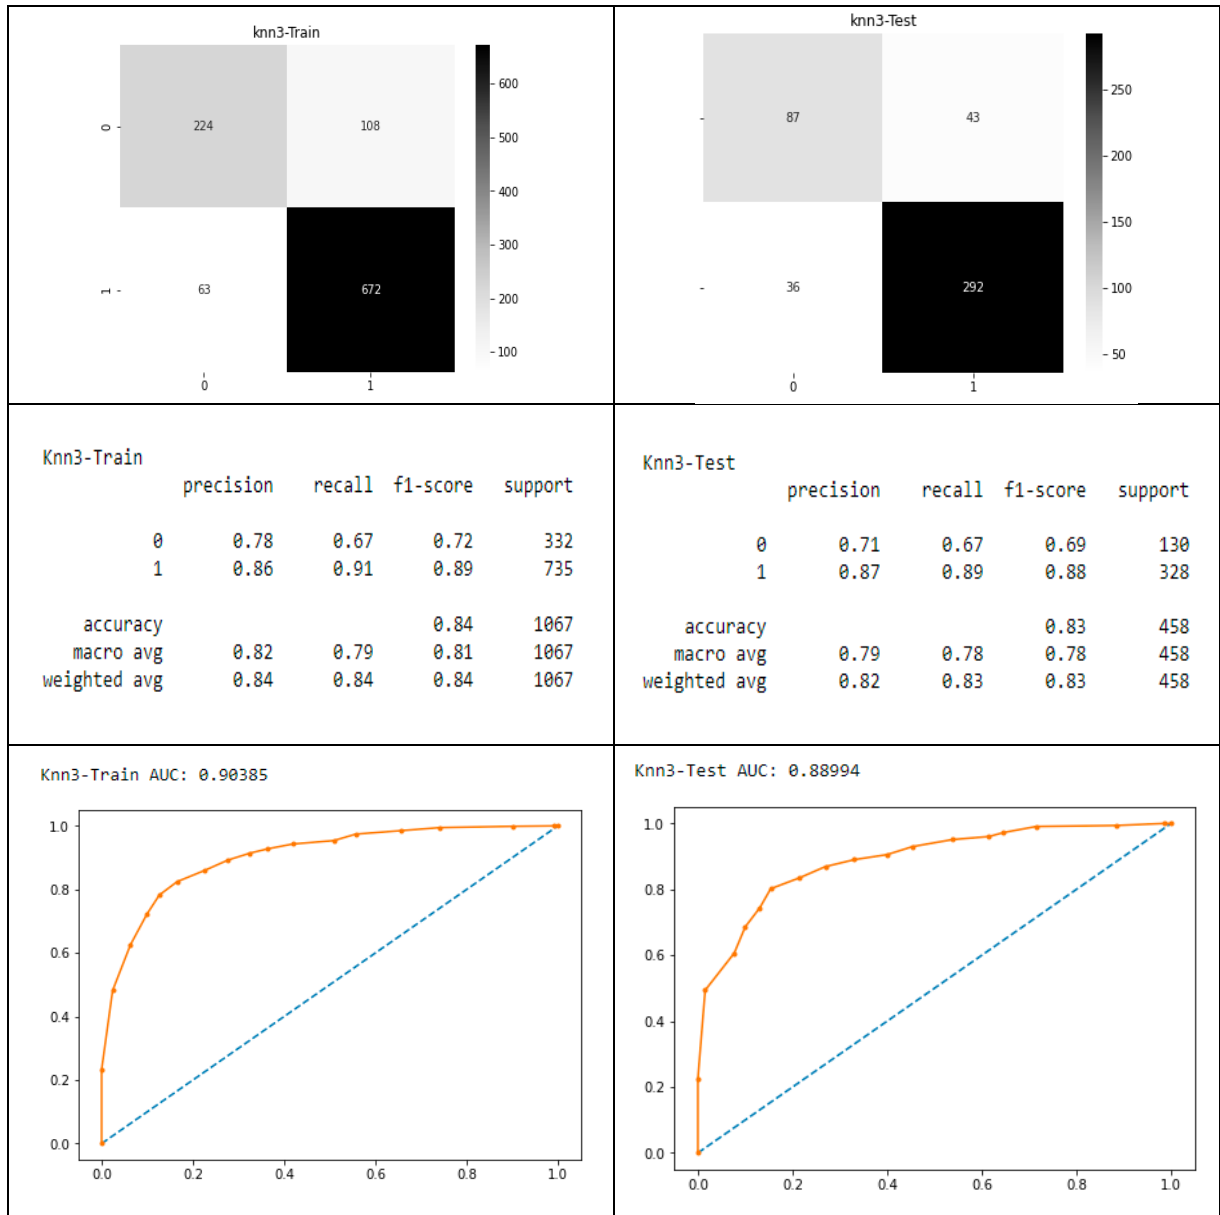 knn3-Train
600
500
400
300
200
100
0
224
108
1
63
672
0
1
knn3-Test
250
200
150
100
50
87
43
36
292
0
1
Knn3-Train
precision recall f1-score support
0 0.78 0.67 0.72 332
1 0.86 0.91 0.89 735
accuracy 0.84 1067
macro avg 0.82 0.79 0.81 1067
weighted avg 0.84 0.84 0.84 1067
Knn3-Test
precision recall f1-score support
0 0.71 0.67 0.69 130
1 0.87 0.89 0.88 328
accuracy 0.83 458
macro avg 0.79 0.78 0.78 458
weighted avg 0.82 0.83 0.83 458
Knn3-Train AUC: 0.90385
1.0
0.8
0.6
0.4
0.2
0.0
0.0 0.2 0.4 0.6 0.8 1.0
Knn3-Test AUC: 0.88994
1.0
0.8
0.6
0.4
0.2
0.0
0.0 0.2 0.4 0.6 0.8 1.0